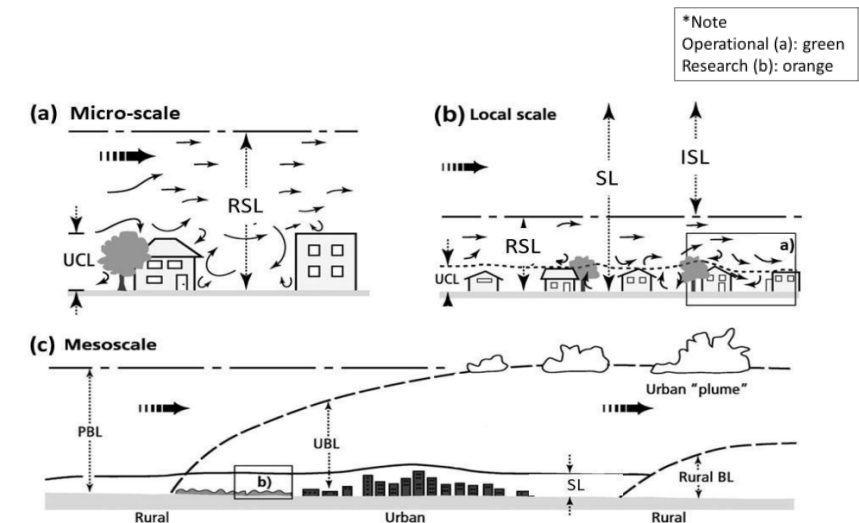 *Note
Operational (a): green
Research (b): orange
(a) Micro-scale
RSL
UCL
(b) Local scale
SL
ISL
RSL
UCL
a)
(c) Mesoscale
Urban "plume"
PBL
UBL
b)
SL
Rural BL
Rural
Urban
Rural